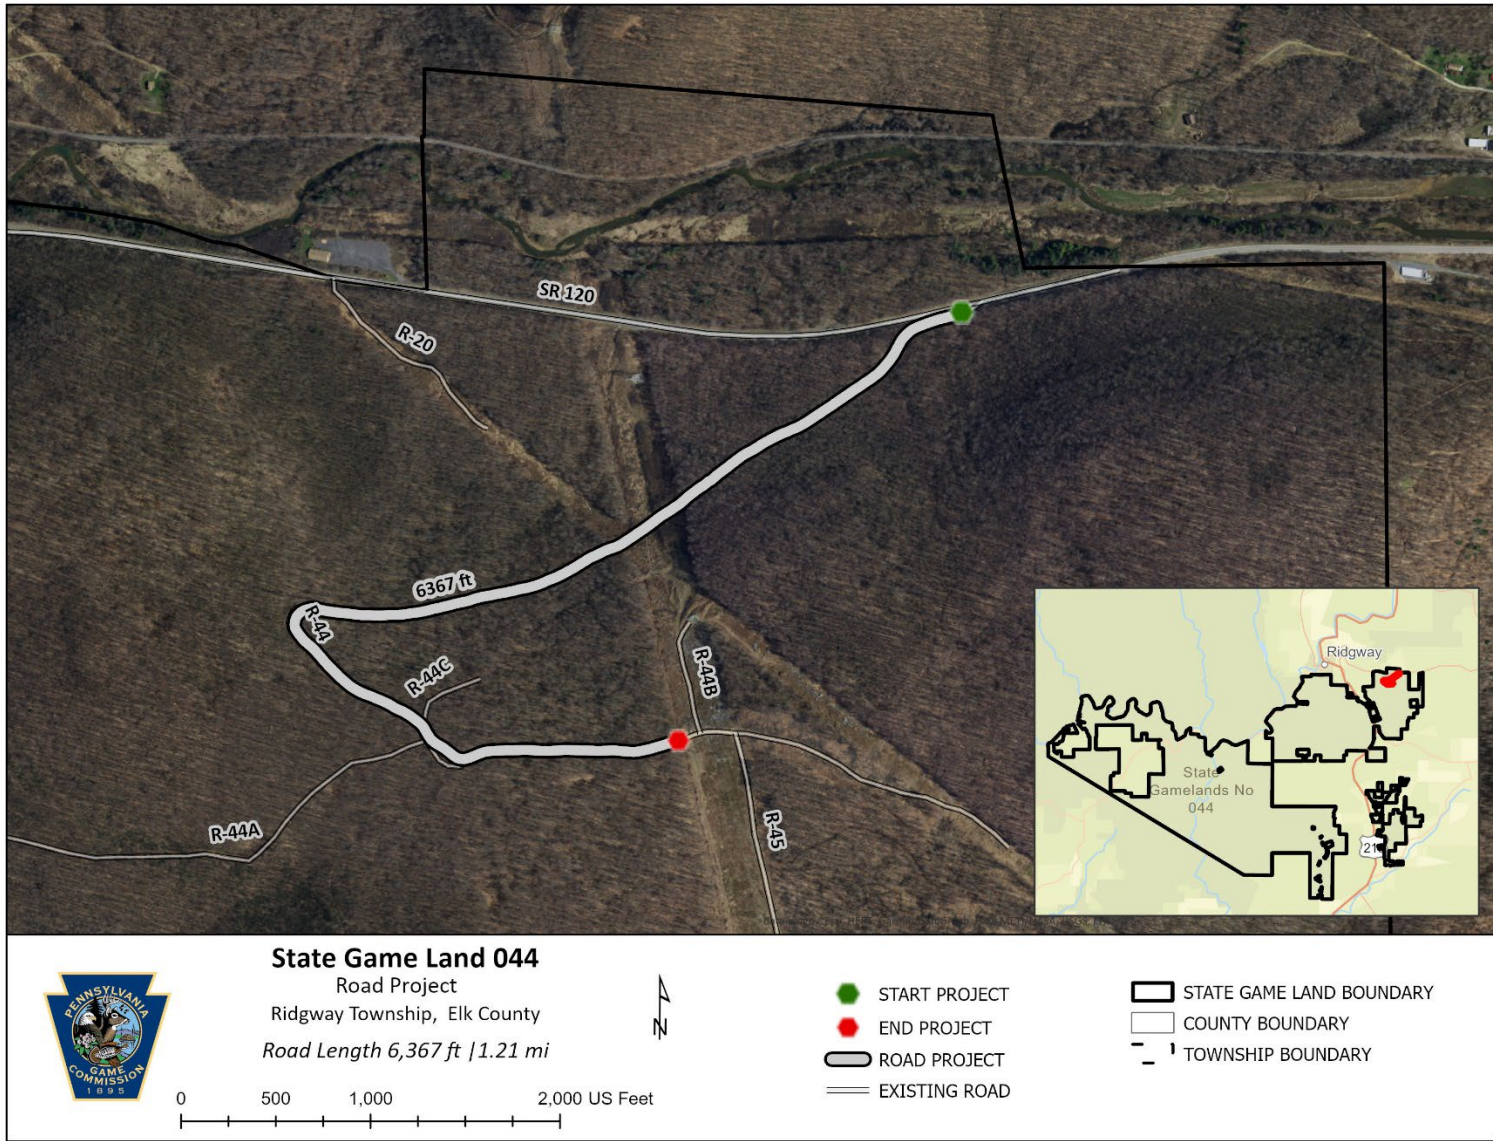 SR 120
R-20
6367 ft
R-44
R-44C
R-44B
R-44A
R-45
Ridgway
State
Gamelands No
044
21
State Game Land 044
Road Project
Ridgway Township, Elk County
Road Length 6,367 ft | 1.21 mi
0 500 1,000 2,000 US Feet
N
PENNSYLVANIA
GAME
COMMISSION
1895
START PROJECT
END PROJECT
ROAD PROJECT
EXISTING ROAD
STATE GAME LAND BOUNDARY
COUNTY BOUNDARY
TOWNSHIP BOUNDARY